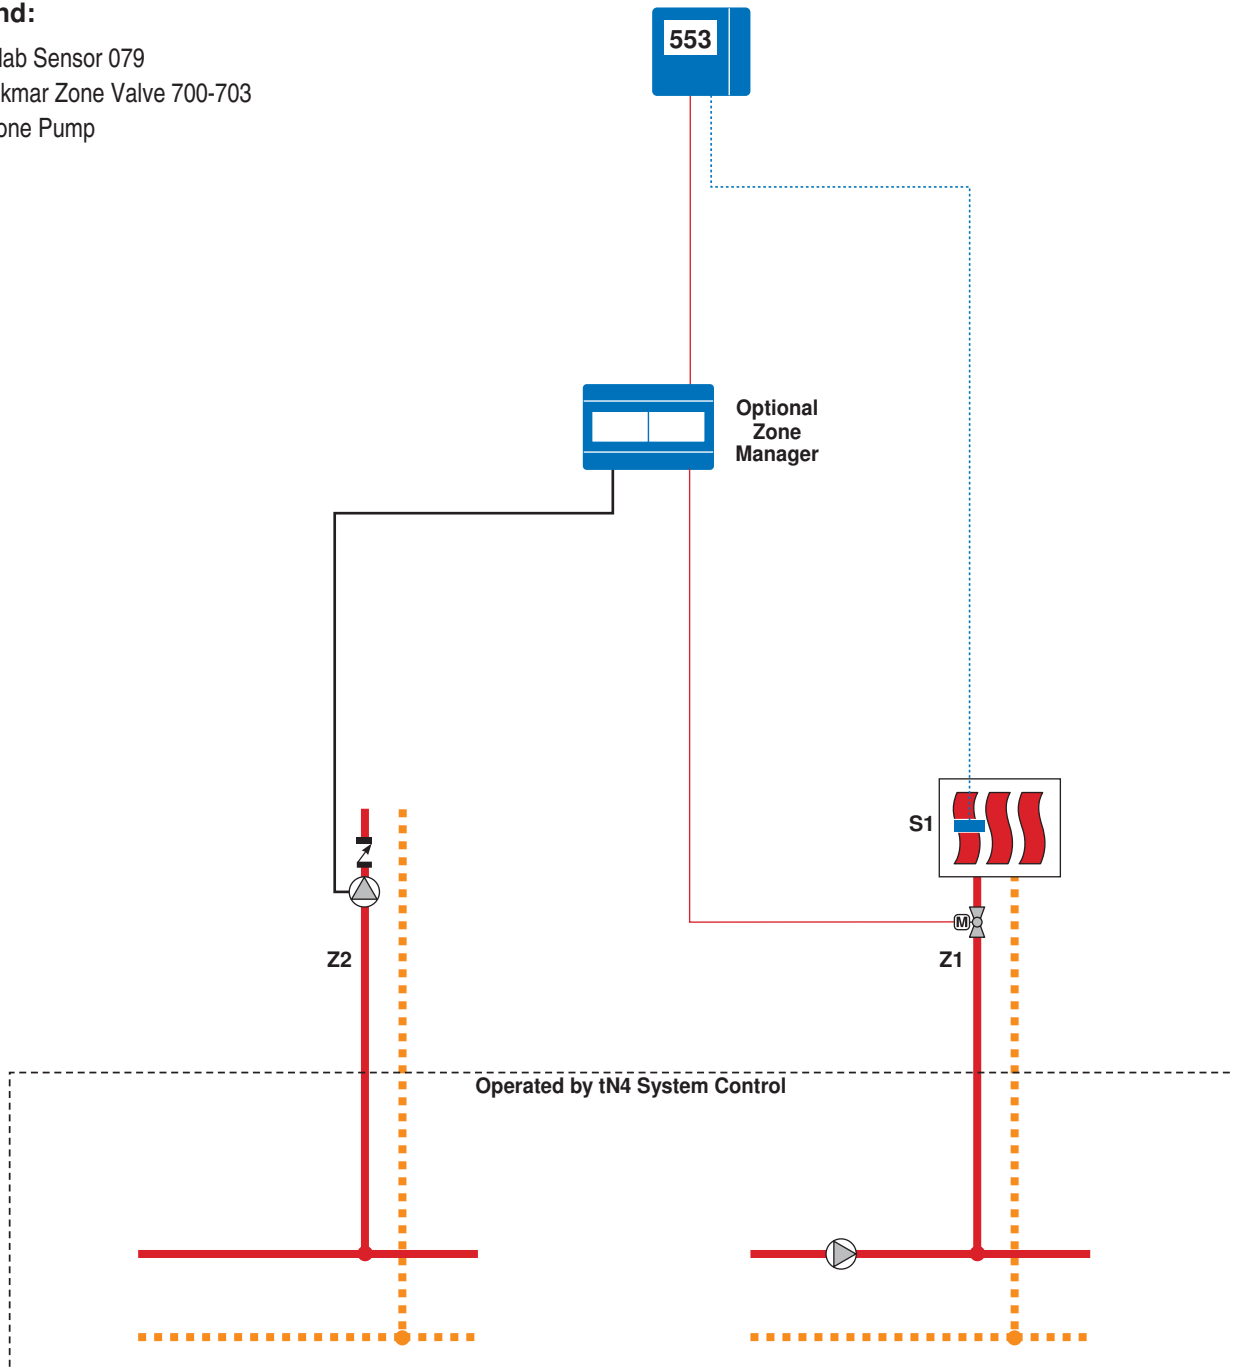 nd:
lab Sensor 079
kmar Zone Valve 700-703
one Pump
553
Optional
Zone
Manager
S1
M
Z2
Z1
Operated by tN4 System Control